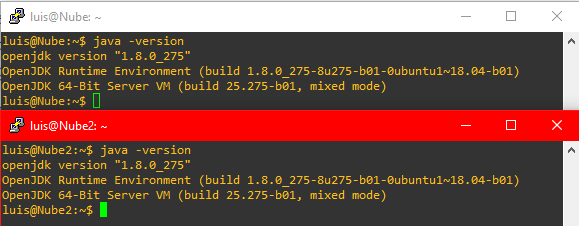 luis@Nube: ~
luis@Nube:~$ java -version
openjdk version "1.8.0_275"
OpenJDK Runtime Environment (build 1.8.0_275-8u275-b01-0ubuntu1~18.04-b01)
OpenJDK 64-Bit Server VM (build 25.275-b01, mixed mode)
luis@Nube:~$
luis@Nube2: ~
luis@Nube2:~$ java -version
openjdk version "1.8.0_275"
OpenJDK Runtime Environment (build 1.8.0_275-8u275-b01-0ubuntu1~18.04-b01)
OpenJDK 64-Bit Server VM (build 25.275-b01, mixed mode)
luis@Nube2:~$